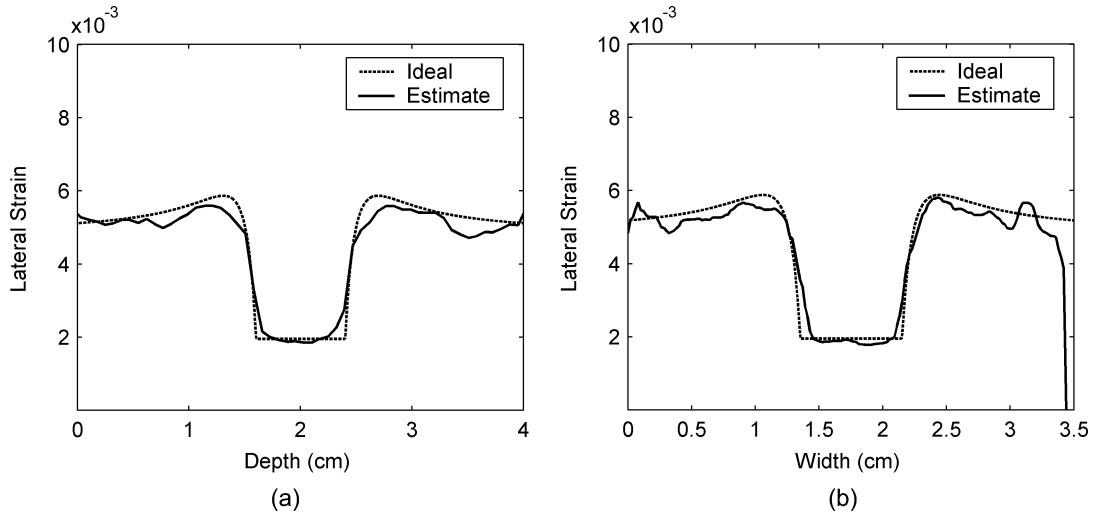 x10⁻³
10
8
6
4
2
Lateral Strain
Ideal
Estimate
0
1
2
3
4
Depth (cm)
(a)
x10⁻³
10
8
6
4
2
Lateral Strain
Ideal
Estimate
0
0.5
1
1.5
2
2.5
3
3.5
Width (cm)
(b)